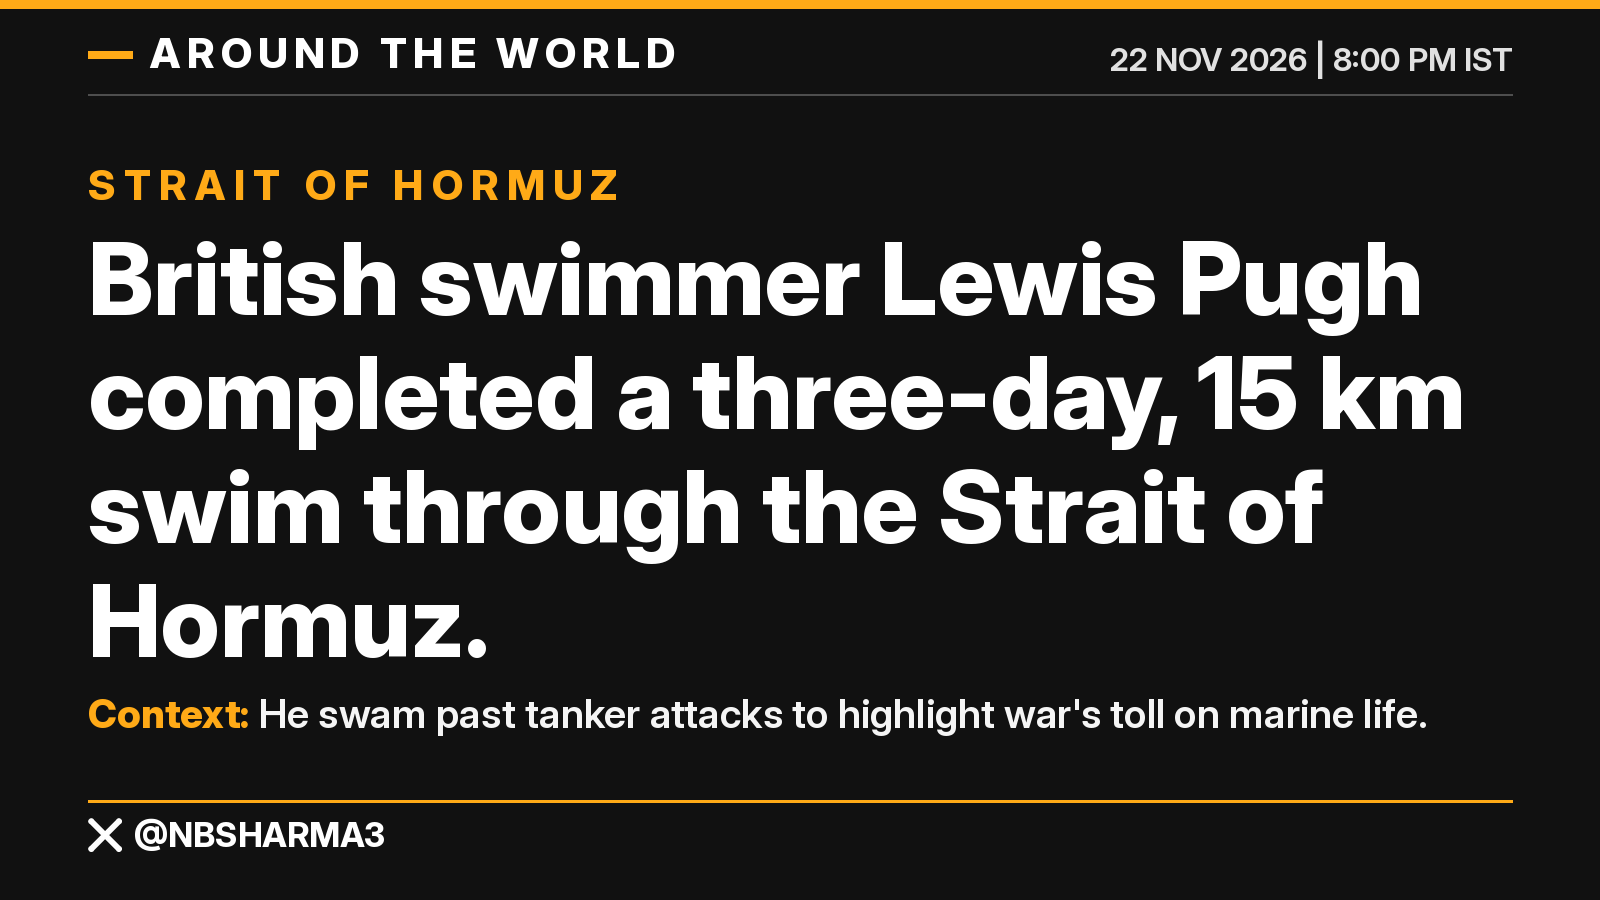 AROUND THE WORLD
22 NOV 2026 | 8:00 PM IST
STRAIT OF HORMUZ
British swimmer Lewis Pugh
completed a three-day, 15 km
swim through the Strait of
Hormuz.
Context: He swam past tanker attacks to highlight war's toll on marine life.
@NBSHARMA3